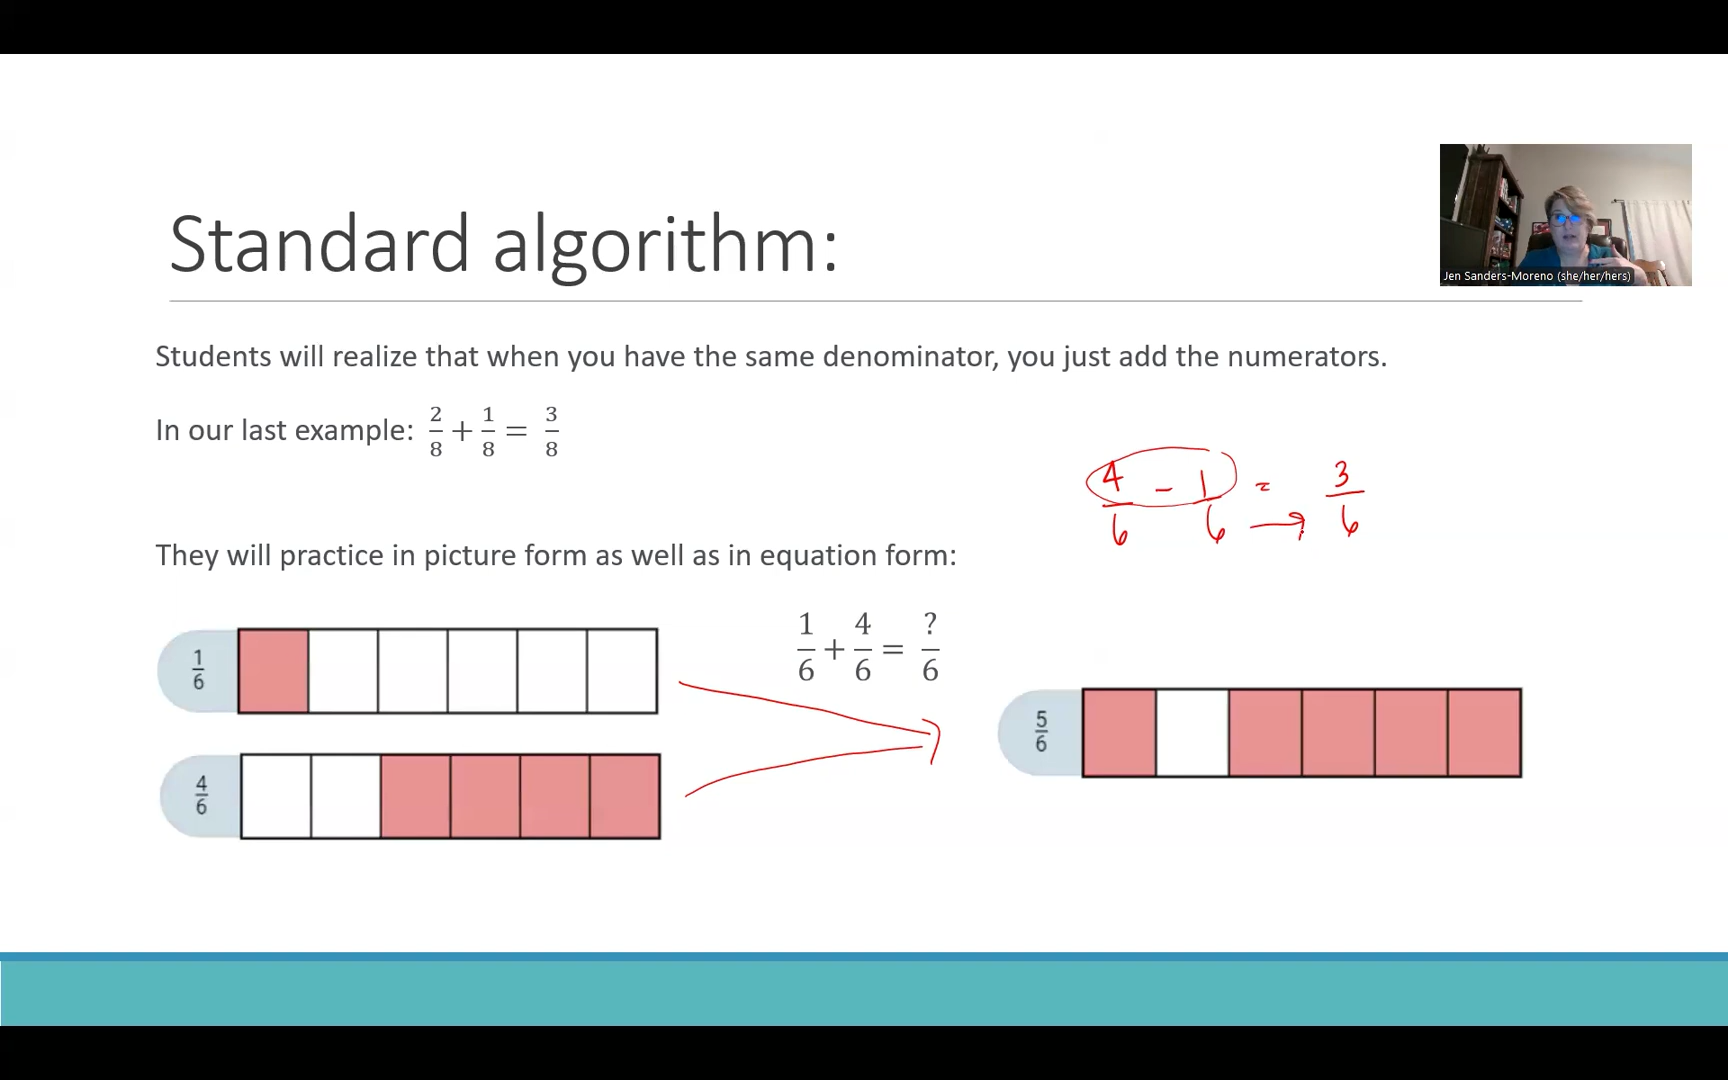 Standard algorithm:
Jen Sanders-Moreno (she/her/hers)
Students will realize that when you have the same denominator, you just add the numerators.
In our last example: 2/8 + 1/8 = 3/8
4/6 - 1/6 = 3/6
They will practice in picture form as well as in equation form:
1/6 + 4/6 = ?/6
1/6
4/6
5/6